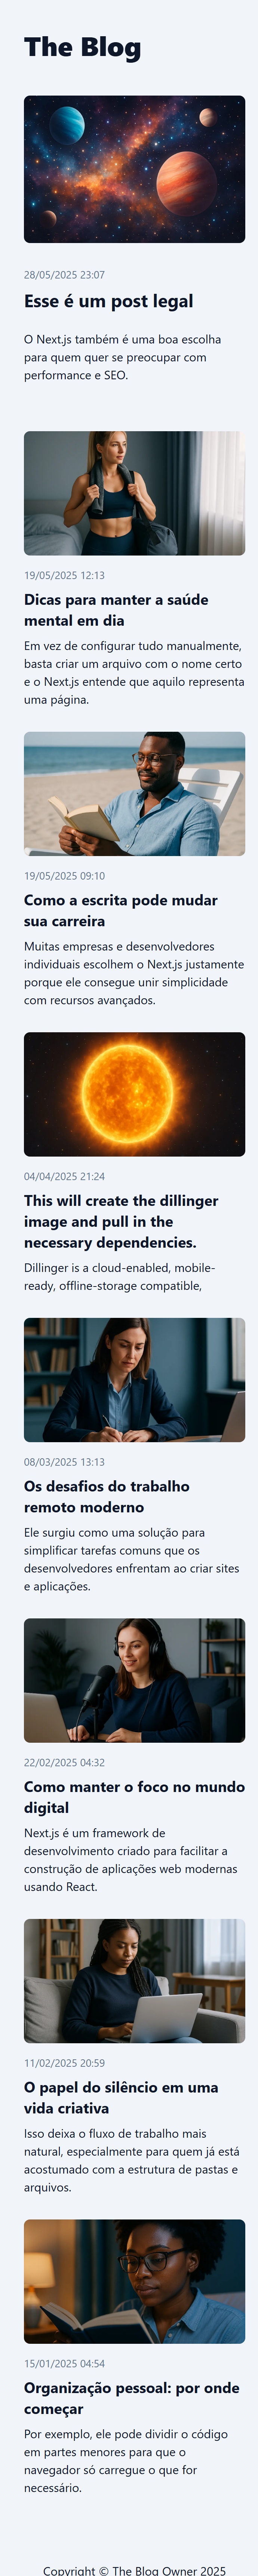 The Blog
28/05/2025 23:07
Esse é um post legal
O Next.js também é uma boa escolha
para quem quer se preocupar com
performance e SEO.
19/05/2025 12:13
Dicas para manter a saúde
mental em dia
Em vez de configurar tudo manualmente,
basta criar um arquivo com o nome certo
e o Next.js entende que aquilo representa
uma página.
19/05/2025 09:10
Como a escrita pode mudar
sua carreira
Muitas empresas e desenvolvedores
individuais escolhem o Next.js justamente
porque ele consegue unir simplicidade
com recursos avançados.
04/04/2025 21:24
This will create the dillinger
image and pull in the
necessary dependencies.
Dillinger is a cloud-enabled, mobile-
ready, offline-storage compatible,
08/03/2025 13:13
Os desafios do trabalho
remoto moderno
Ele surgiu como uma solução para
simplificar tarefas comuns que os
desenvolvedores enfrentam ao criar sites
e aplicações.
22/02/2025 04:32
Como manter o foco no mundo
digital
Next.js é um framework de
desenvolvimento criado para facilitar a
construção de aplicações web modernas
usando React.
11/02/2025 20:59
O papel do silêncio em uma
vida criativa
Isso deixa o fluxo de trabalho mais
natural, especialmente para quem já está
acostumado com a estrutura de pastas e
arquivos.
15/01/2025 04:54
Organização pessoal: por onde
começar
Por exemplo, ele pode dividir o código
em partes menores para que o
navegador só carregue o que for
necessário.
Copyright © The Blog Owner 2025